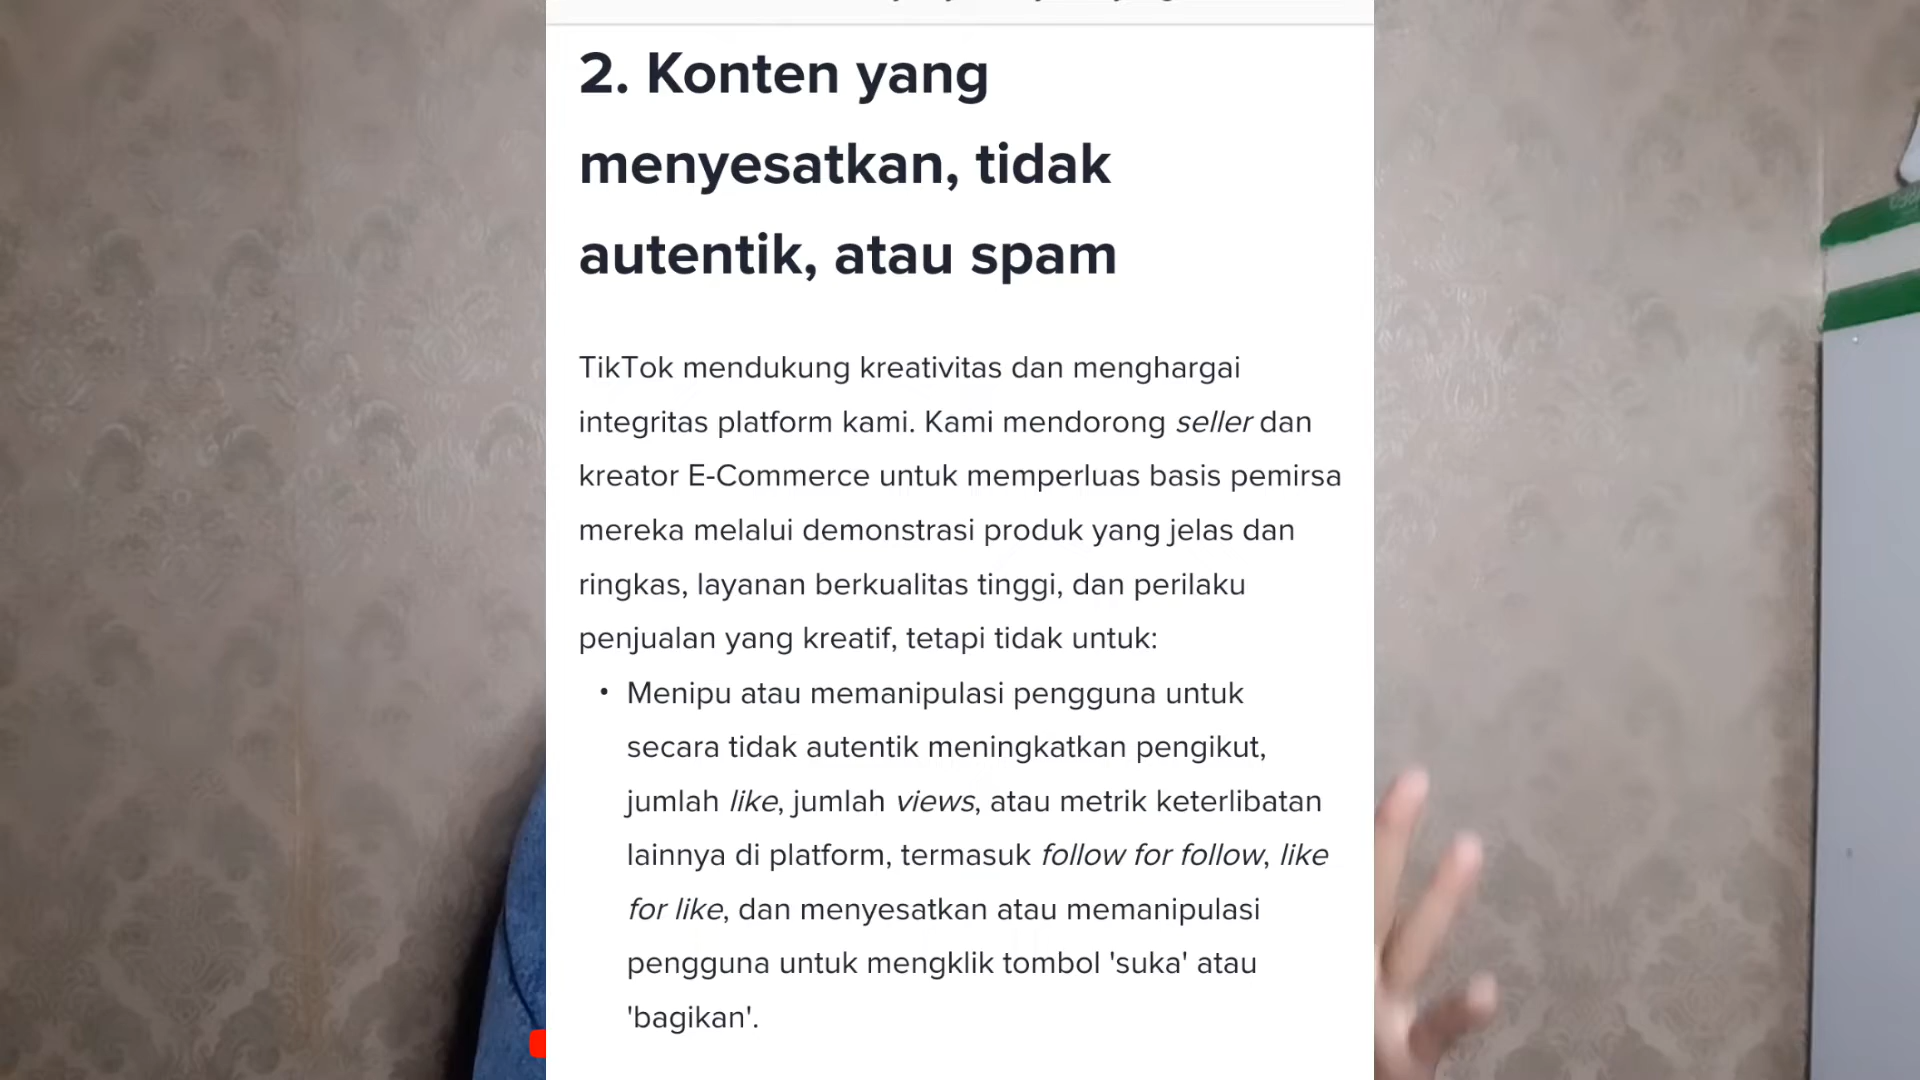 2. Konten yang
menyesatkan, tidak
autentik, atau spam
TikTok mendukung kreativitas dan menghargai
integritas platform kami. Kami mendorong seller dan
kreator E-Commerce untuk memperluas basis pemirsa
mereka melalui demonstrasi produk yang jelas dan
ringkas, layanan berkualitas tinggi, dan perilaku
penjualan yang kreatif, tetapi tidak untuk:
• Menipu atau memanipulasi pengguna untuk
secara tidak autentik meningkatkan pengikut,
jumlah like, jumlah views, atau metrik keterlibatan
lainnya di platform, termasuk follow for follow, like
for like, dan menyesatkan atau memanipulasi
pengguna untuk mengklik tombol 'suka' atau
'bagikan'.